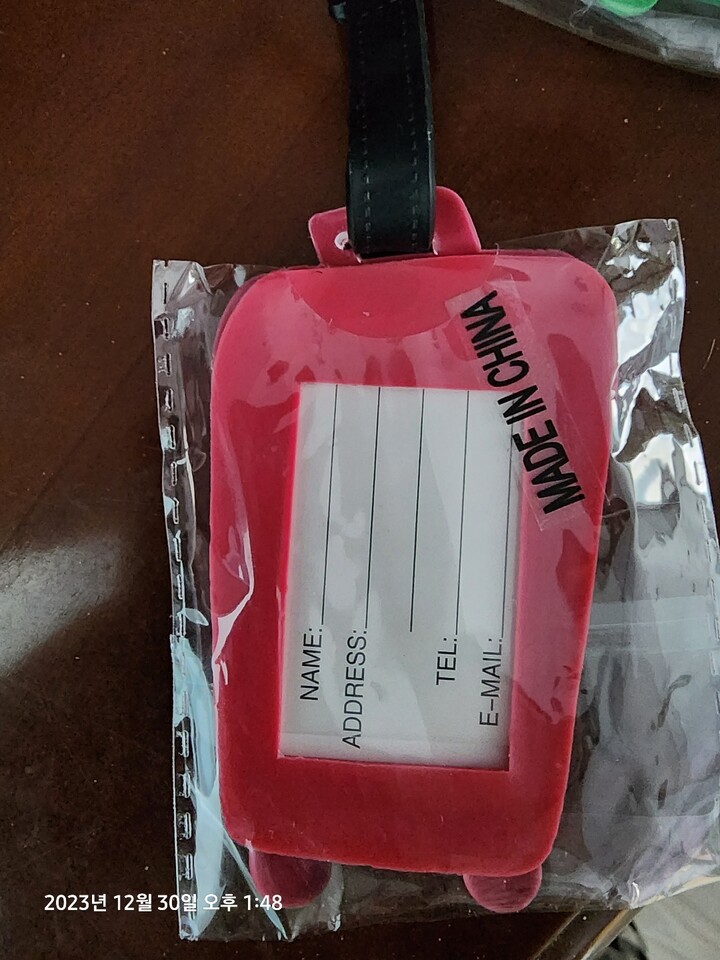 MADE IN CHINA
NAME:
ADDRESS:
TEL:
E-MAIL:
2023년 12월 30일 오후 1:48